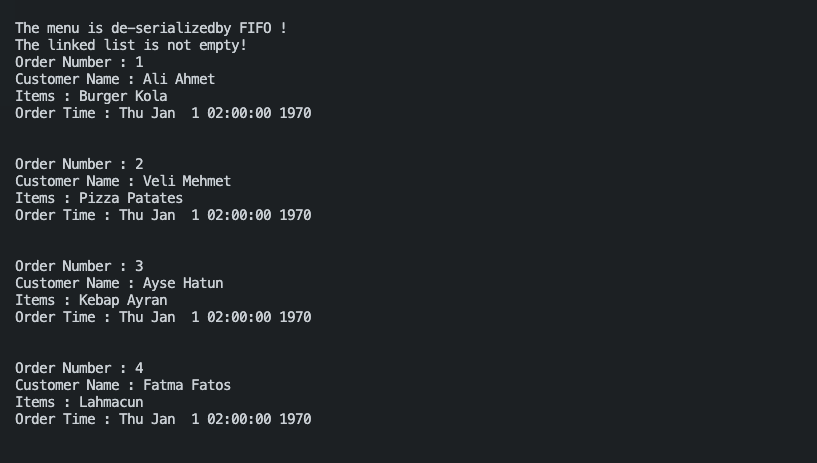 The menu is de-serializedby FIFO !
The linked list is not empty!
Order Number : 1
Customer Name : Ali Ahmet
Items : Burger Kola
Order Time : Thu Jan  1 02:00:00 1970
Order Number : 2
Customer Name : Veli Mehmet
Items : Pizza Patates
Order Time : Thu Jan  1 02:00:00 1970
Order Number : 3
Customer Name : Ayse Hatun
Items : Kebap Ayran
Order Time : Thu Jan  1 02:00:00 1970
Order Number : 4
Customer Name : Fatma Fatos
Items : Lahmacun
Order Time : Thu Jan  1 02:00:00 1970